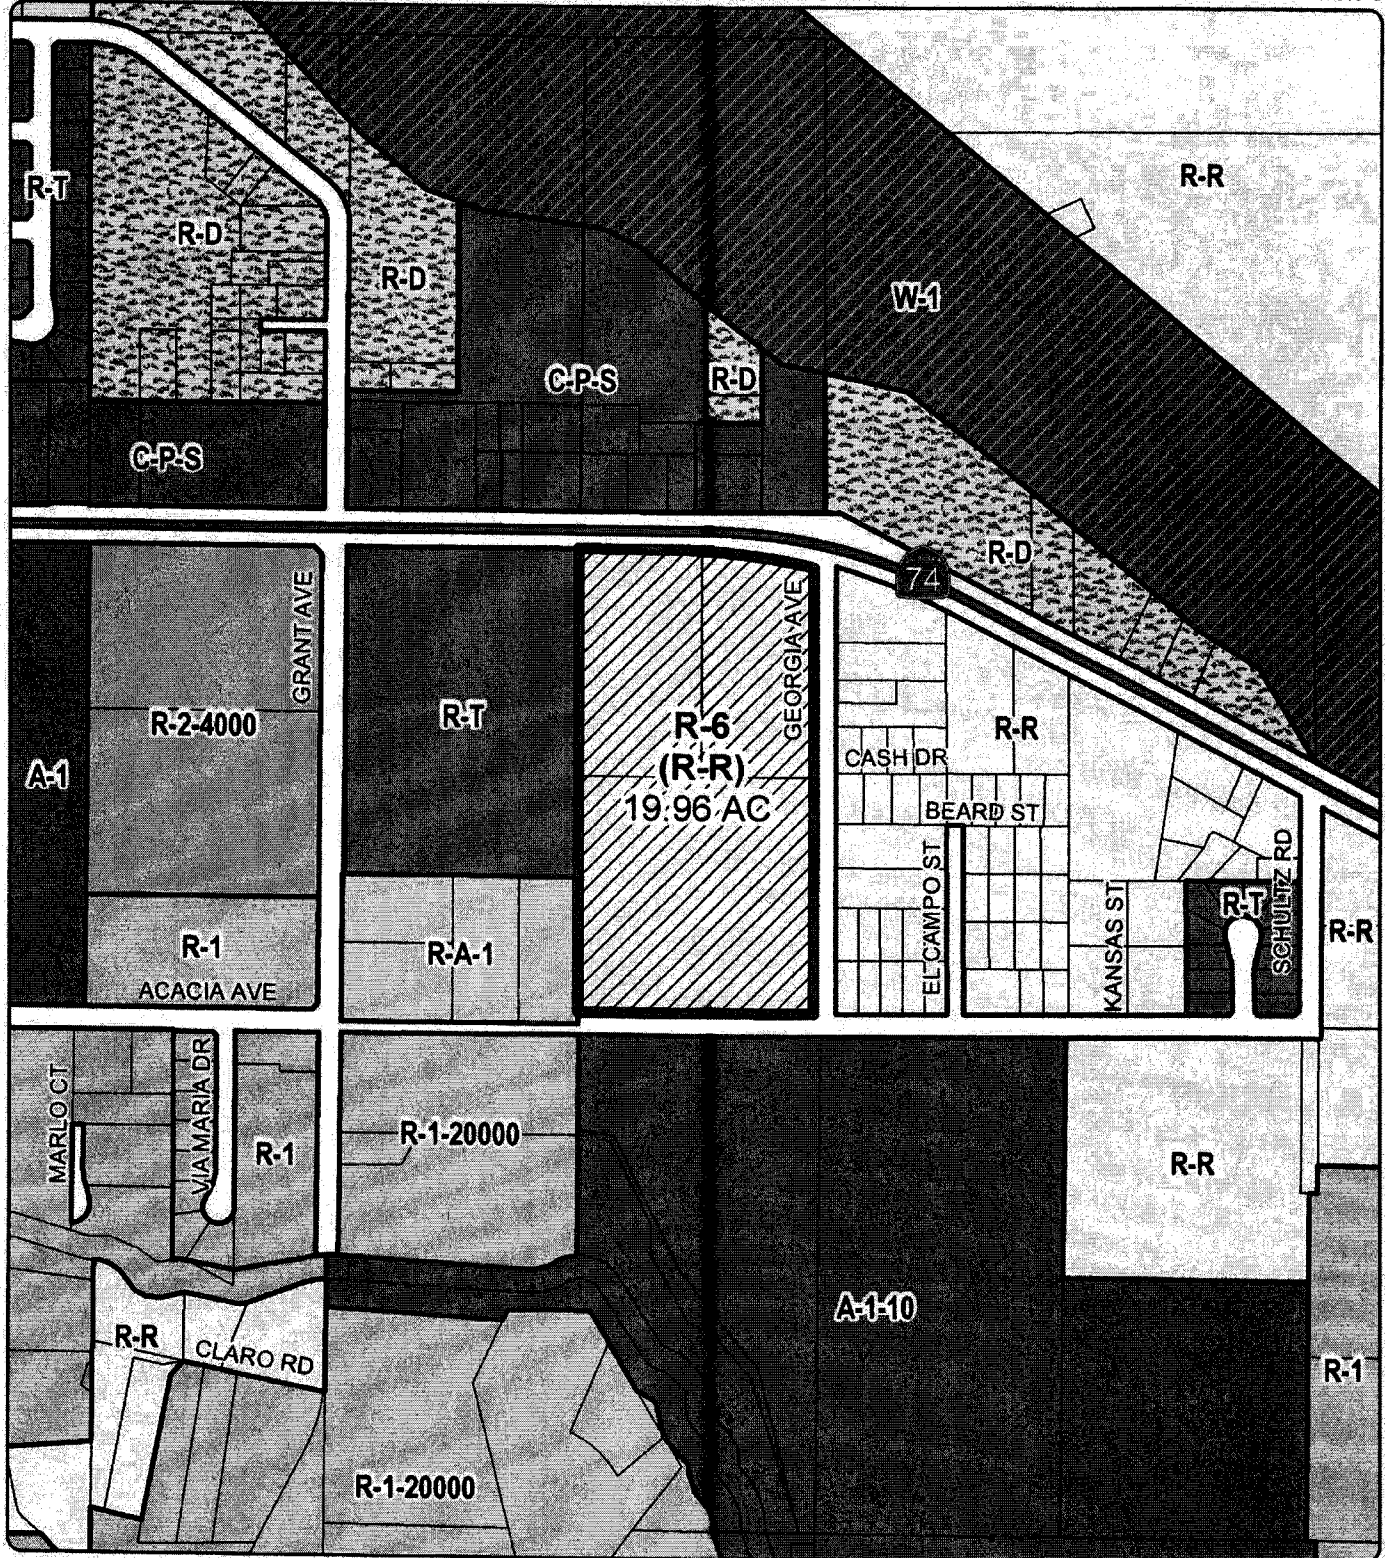 R-R
R-T
R-D
R-D
W-1
C-P-S
R-D
C-P-S
R-D
74
GRANT AVE
GEORGIA AVE
R-2-4000
R-T
R-6
(R-R)
19.96 AC
R-R
A-1
CASH DR
BEARD ST
EL CAMPO ST
KANSAS ST
R-T
SCHULTZ RD
R-R
R-1
R-A-1
ACACIA AVE
MARLO CT
VIA MARIA DR
R-1
R-1-20000
R-R
A-1-10
R-R
CLARO RD
R-1
R-1-20000